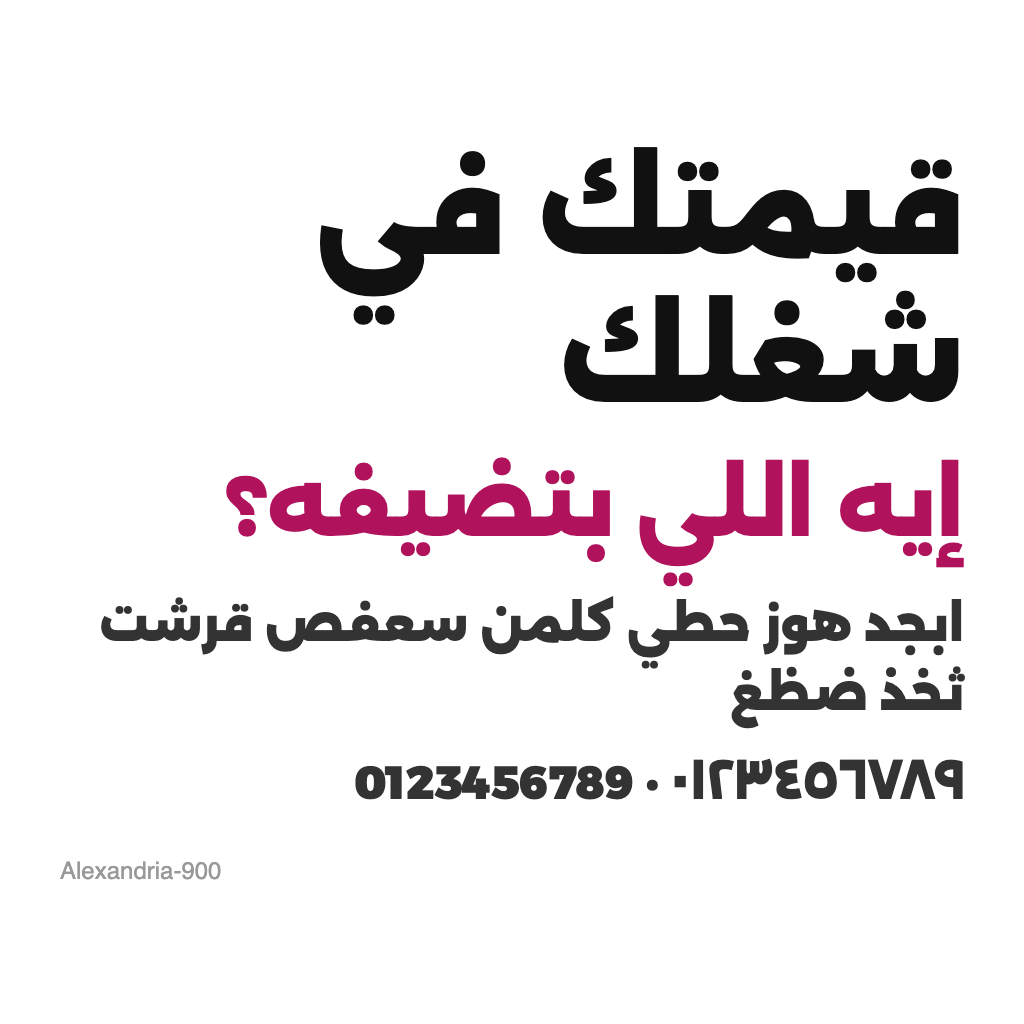 قيمتك في
شغلك
إيه اللي بتضيفه؟
ابجد هوز حطي كلمن سعفص قرشت
ثخذ ضظغ
٠١٢٣٤٥٦٧٨٩ • 0123456789
Alexandria-900